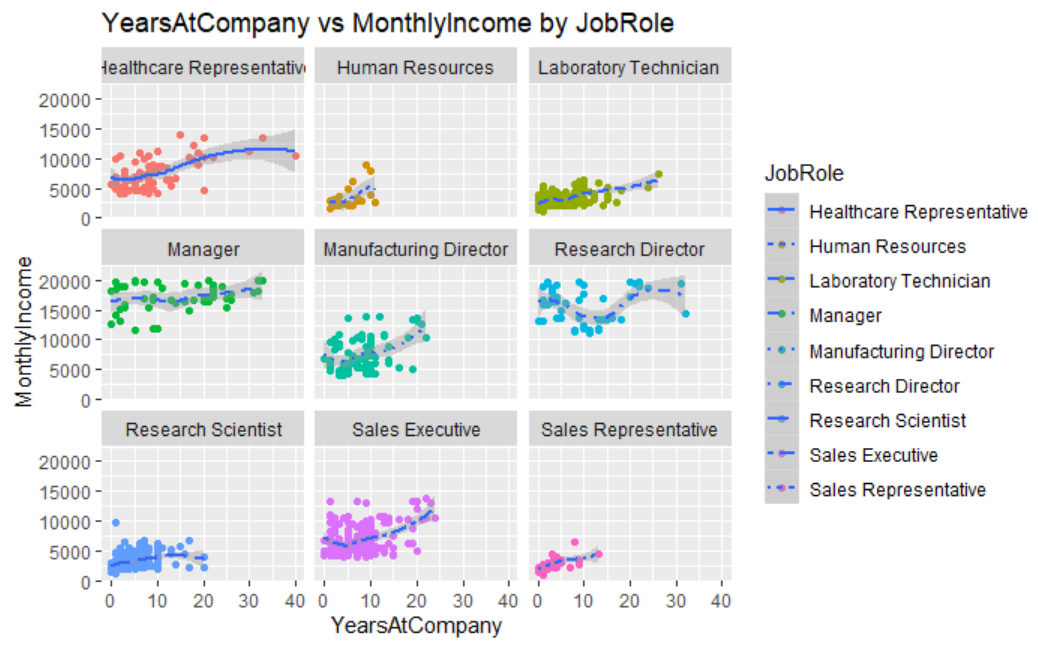 YearsAtCompany vs MonthlyIncome by JobRole
Healthcare Representative
Human Resources
Laboratory Technician
20000
15000
10000
5000
0
Manager
Manufacturing Director
Research Director
20000
15000
10000
5000
0
Research Scientist
Sales Executive
Sales Representative
20000
15000
10000
5000
0
0 10 20 30 40
0 10 20 30 40
0 10 20 30 40
YearsAtCompany
MonthlyIncome
JobRole
Healthcare Representative
Human Resources
Laboratory Technician
Manager
Manufacturing Director
Research Director
Research Scientist
Sales Executive
Sales Representative